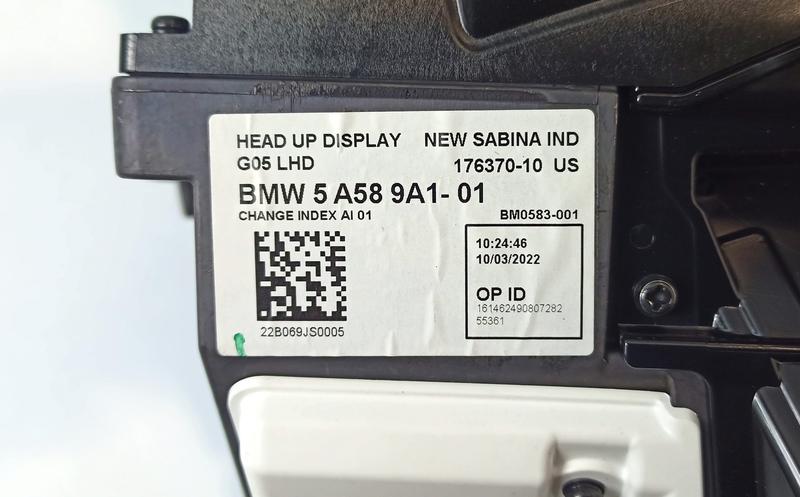 HEAD UP DISPLAY NEW SABINA IND
G05 LHD 176370-10 US
BMW 5 A58 9A1- 01
CHANGE INDEX AI 01 BM0583-001
10:24:46
10/03/2022
OP ID
161462490807282
55361
22B069JS0005